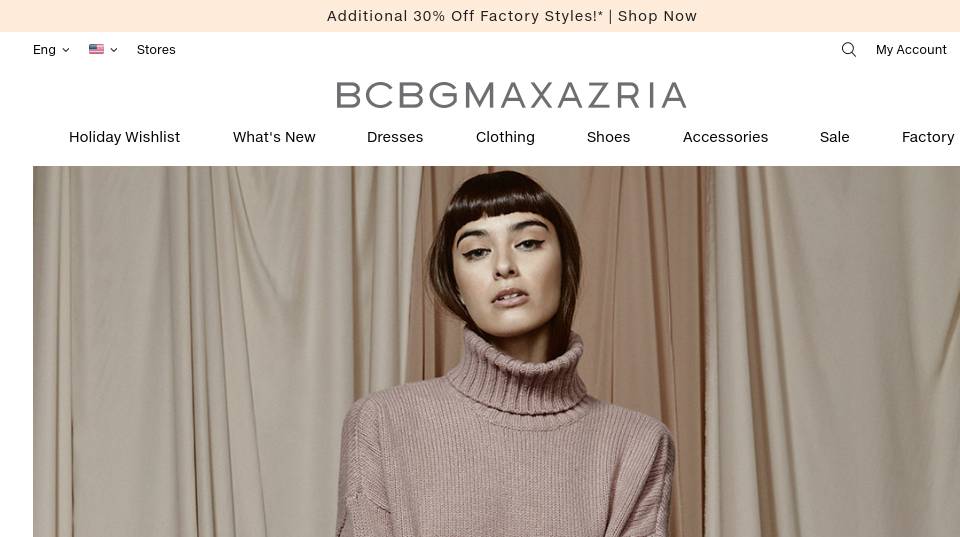 Additional 30% Off Factory Styles!* | Shop Now
Eng Stores My Account
BCBGMAXAZRIA
Holiday Wishlist What's New Dresses Clothing Shoes Accessories Sale Factory